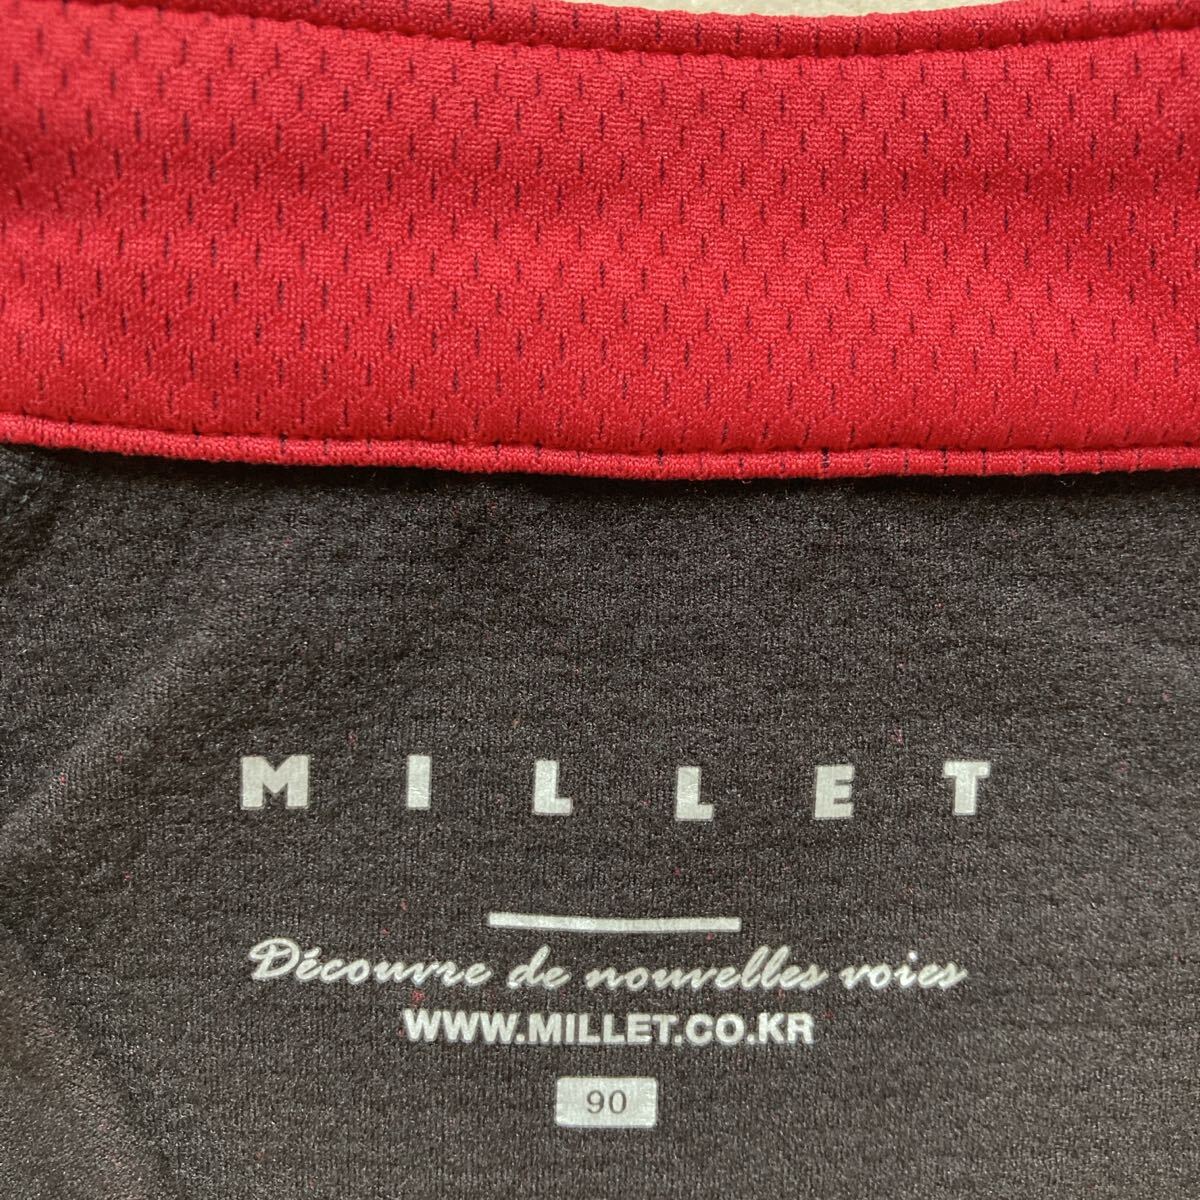 MILLET
Découvre de nouvelles voies
WWW.MILLET.CO.KR
90